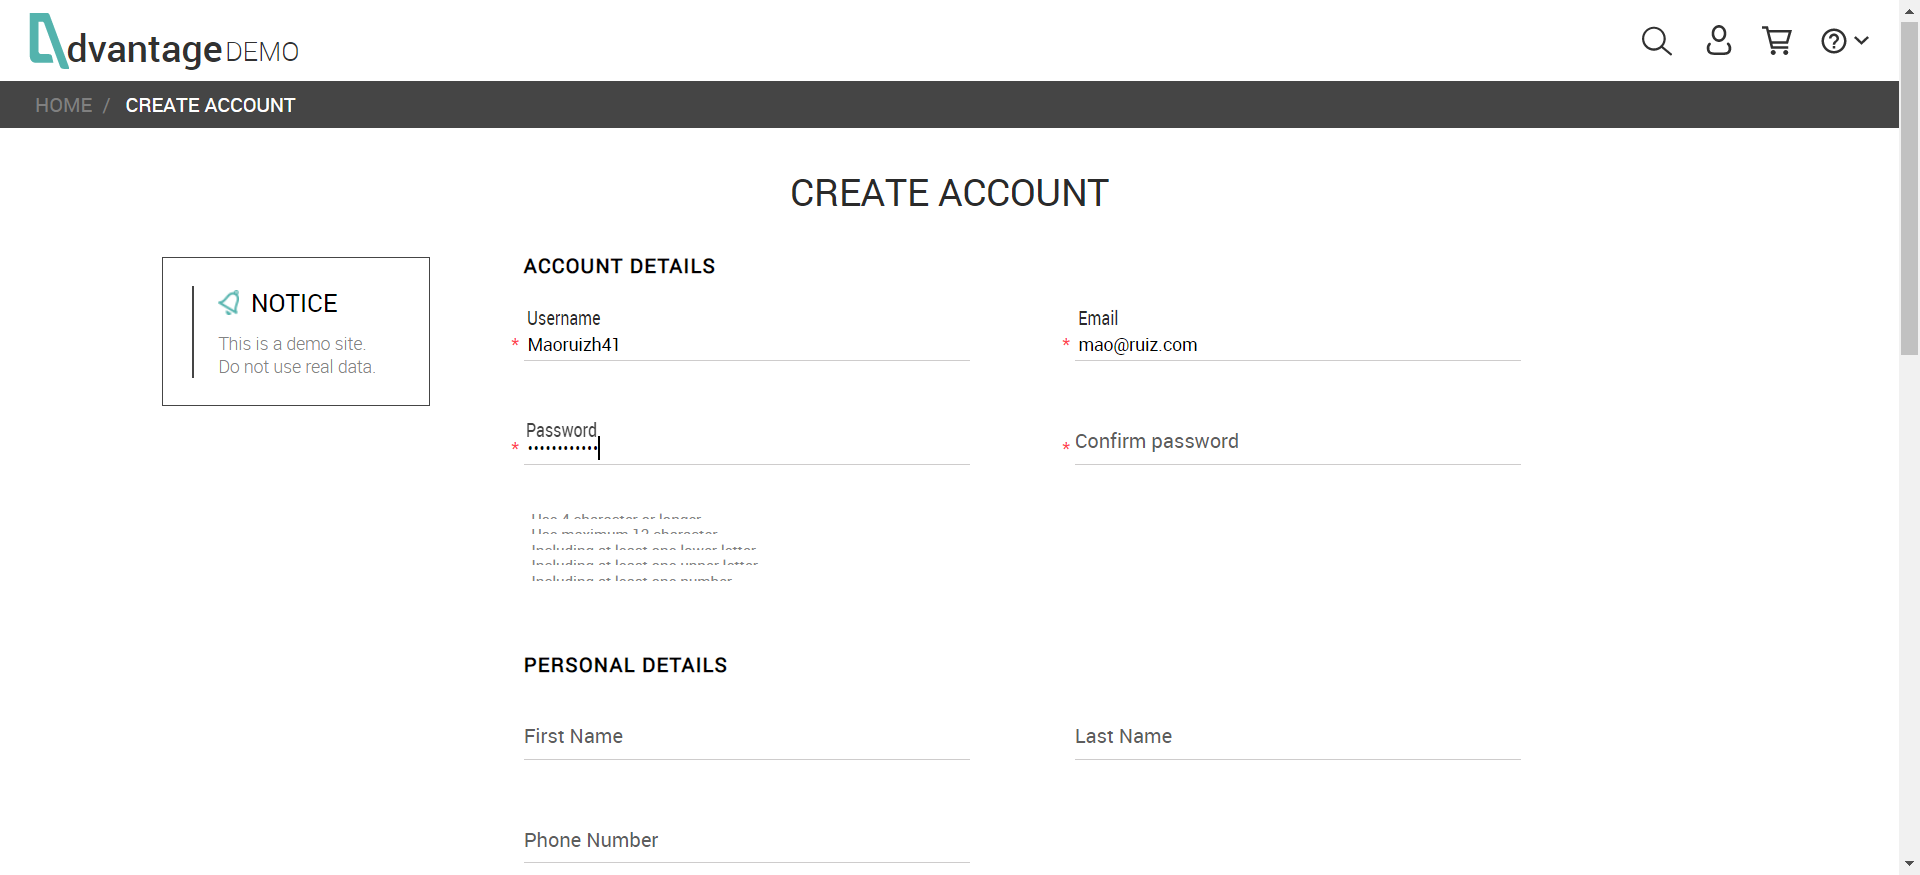 dvantage DEMO
HOME / CREATE ACCOUNT
CREATE ACCOUNT
NOTICE
This is a demo site.
Do not use real data.
ACCOUNT DETAILS
Username
* Maoruizh41
Email
* mao@ruiz.com
Password
* ••••••••••••
* Confirm password
Use 4 character or longer
Use maximum 12 character
Including at least one lower letter
Including at least one upper letter
Including at least one number
PERSONAL DETAILS
First Name
Last Name
Phone Number